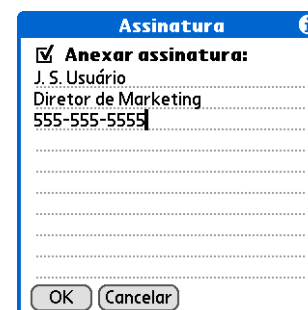 Assinatura
Anexar assinatura:
J. S. Usuário
Diretor de Marketing
555-555-5555
OK Cancelar